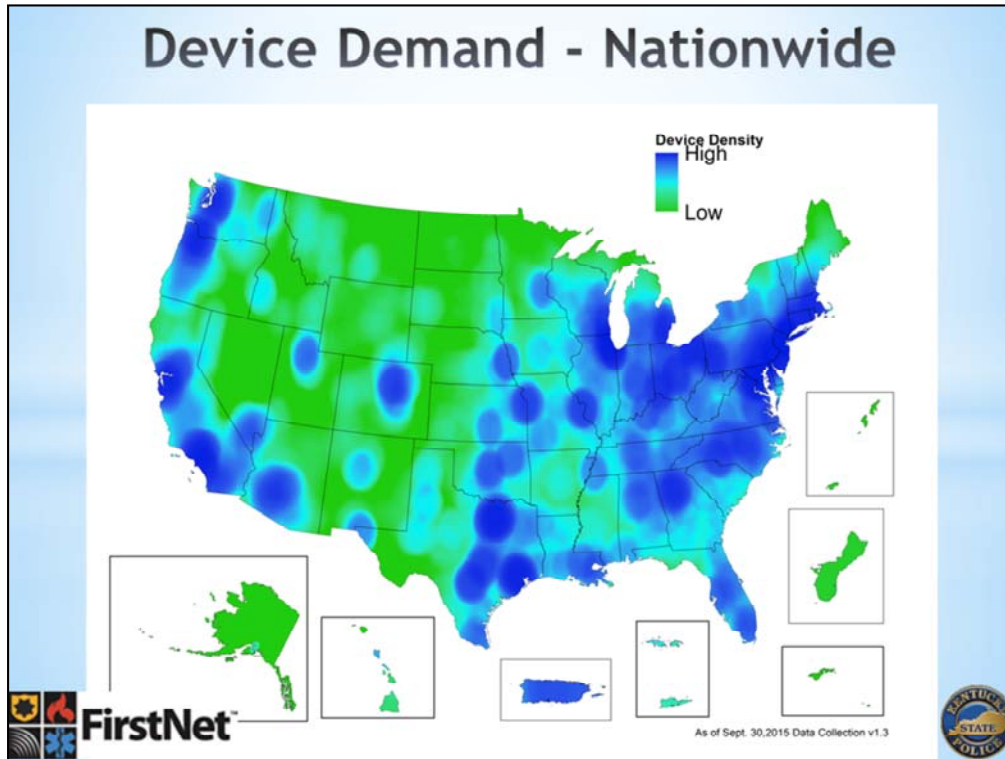 Device Demand - Nationwide
Device Density
High
Low
FirstNet™
As of Sept. 30,2015 Data Collection v1.3
KENTUCKY
STATE
POLICE